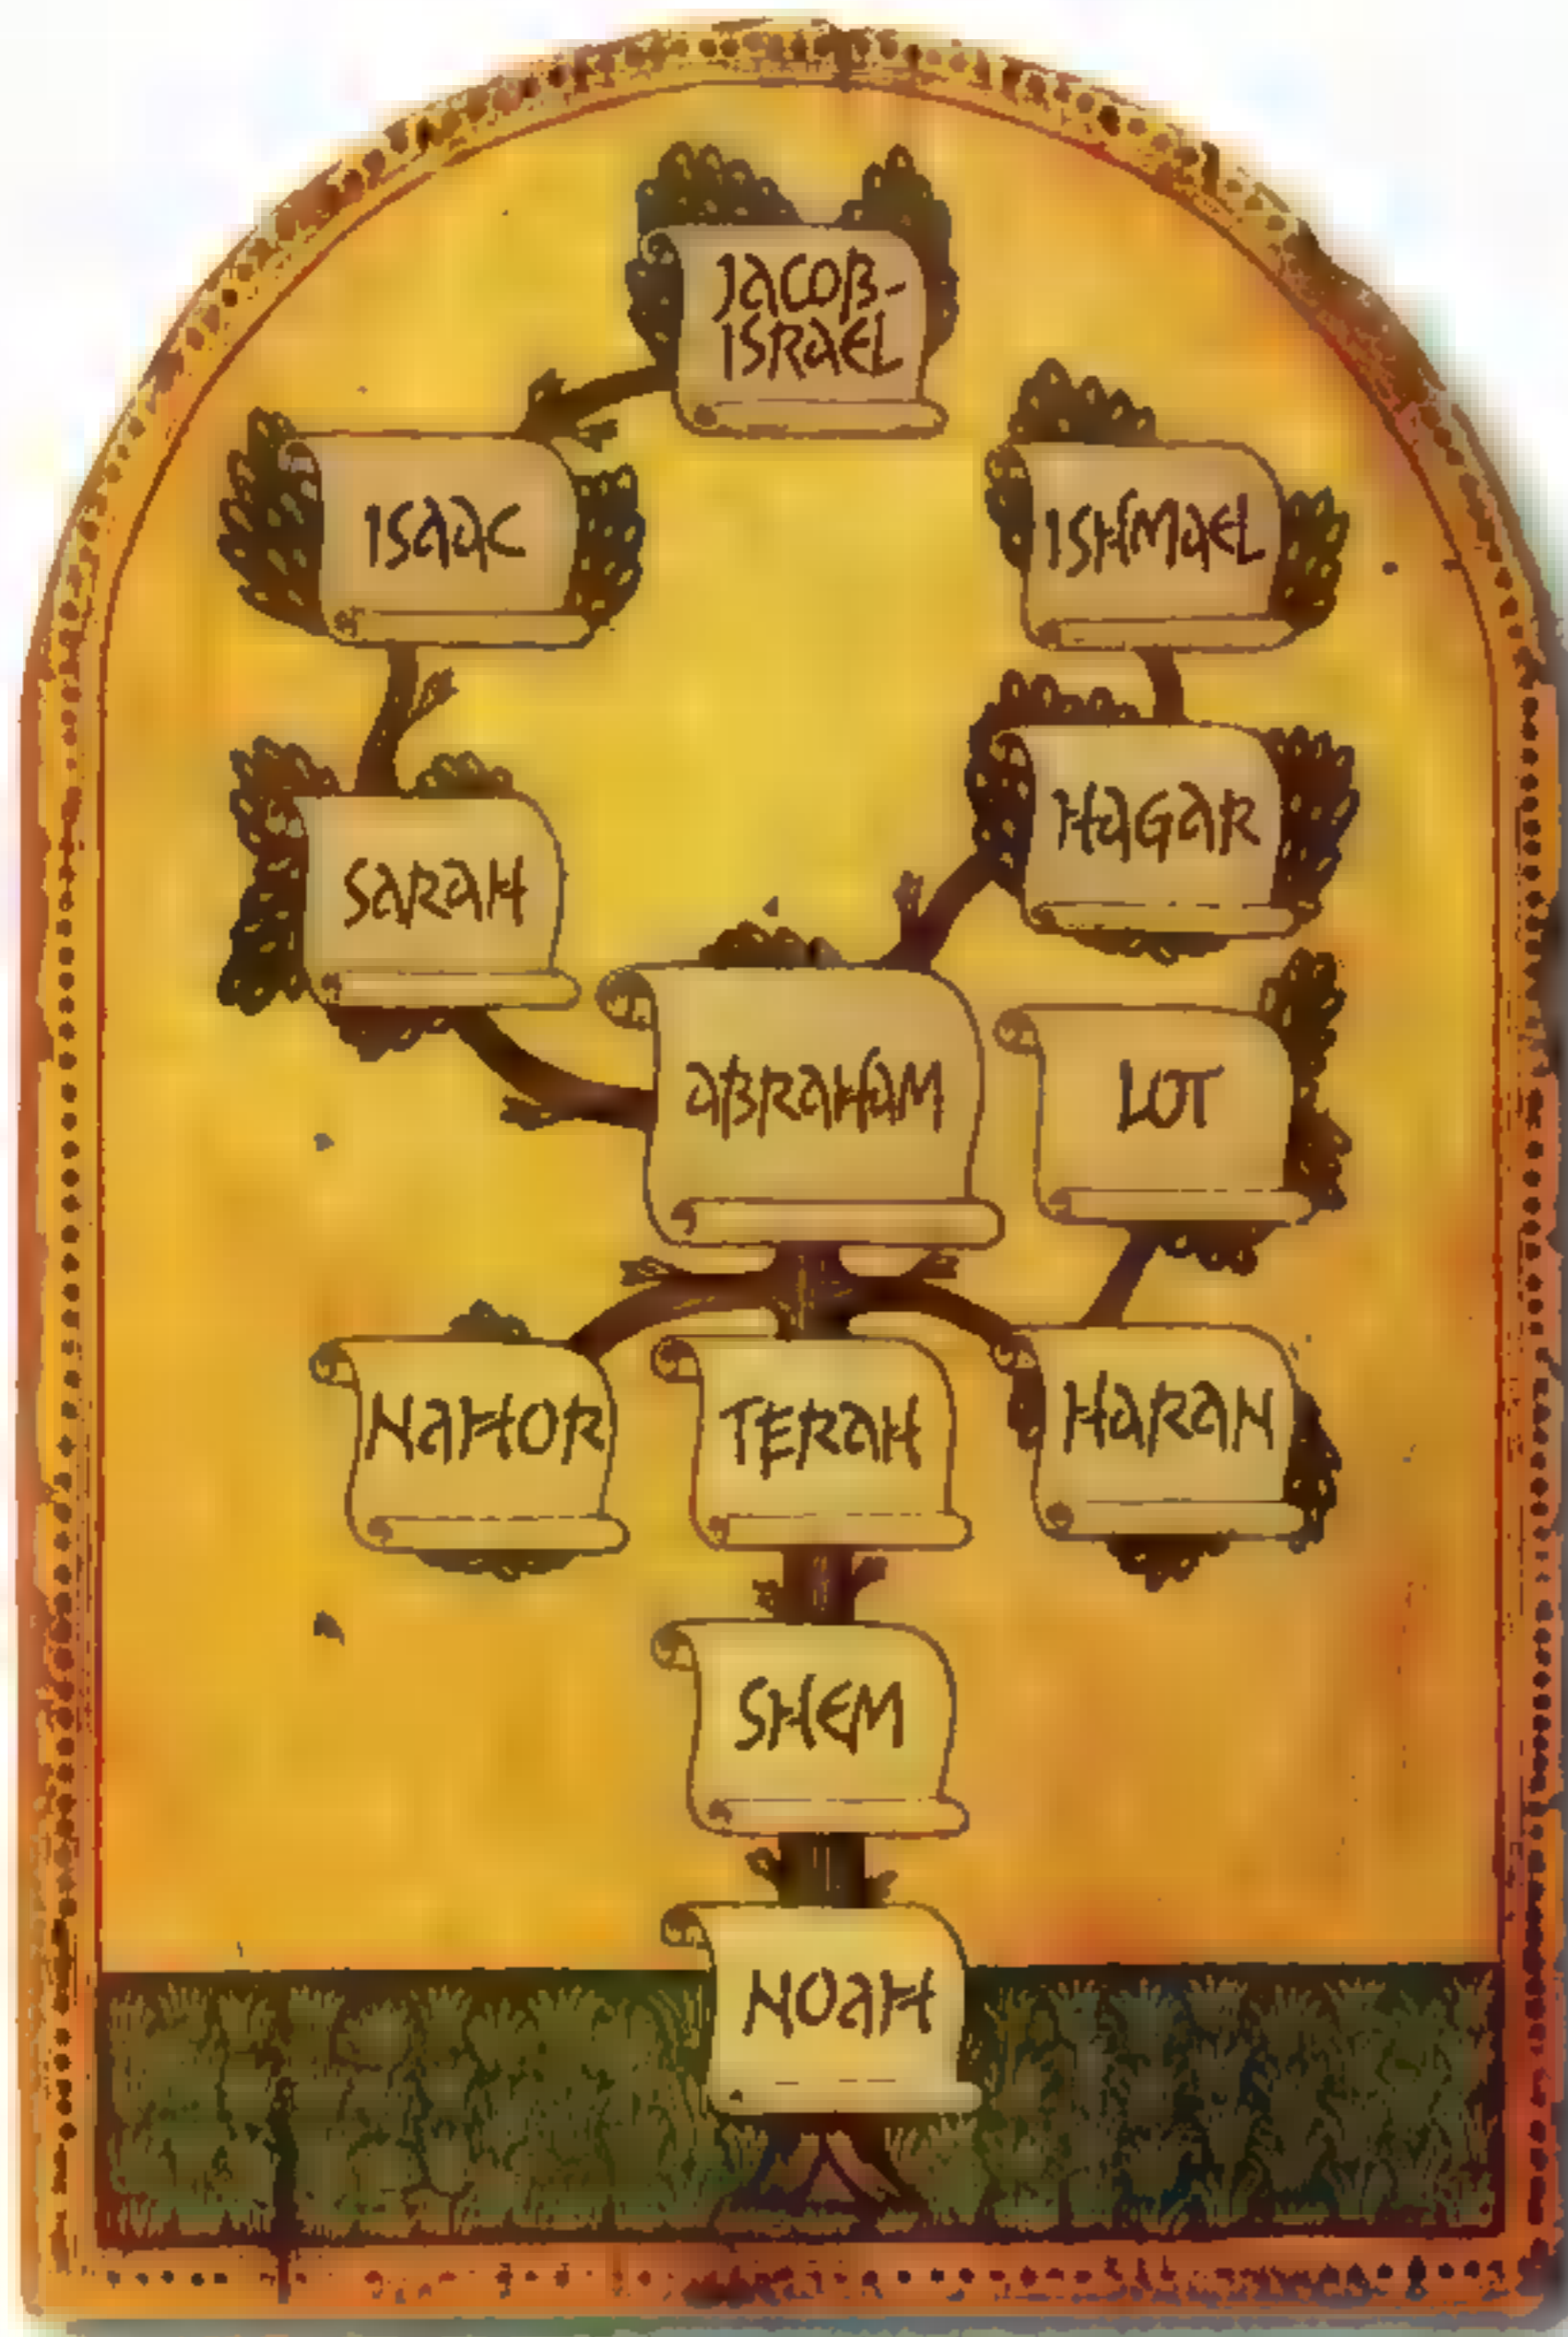 JACOB-
ISRAEL
ISAAC
ISHMAEL
SARAH
HAGAR
ABRAHAM
LOT
NAHOR
TERAH
HARAN
SHEM
NOAH